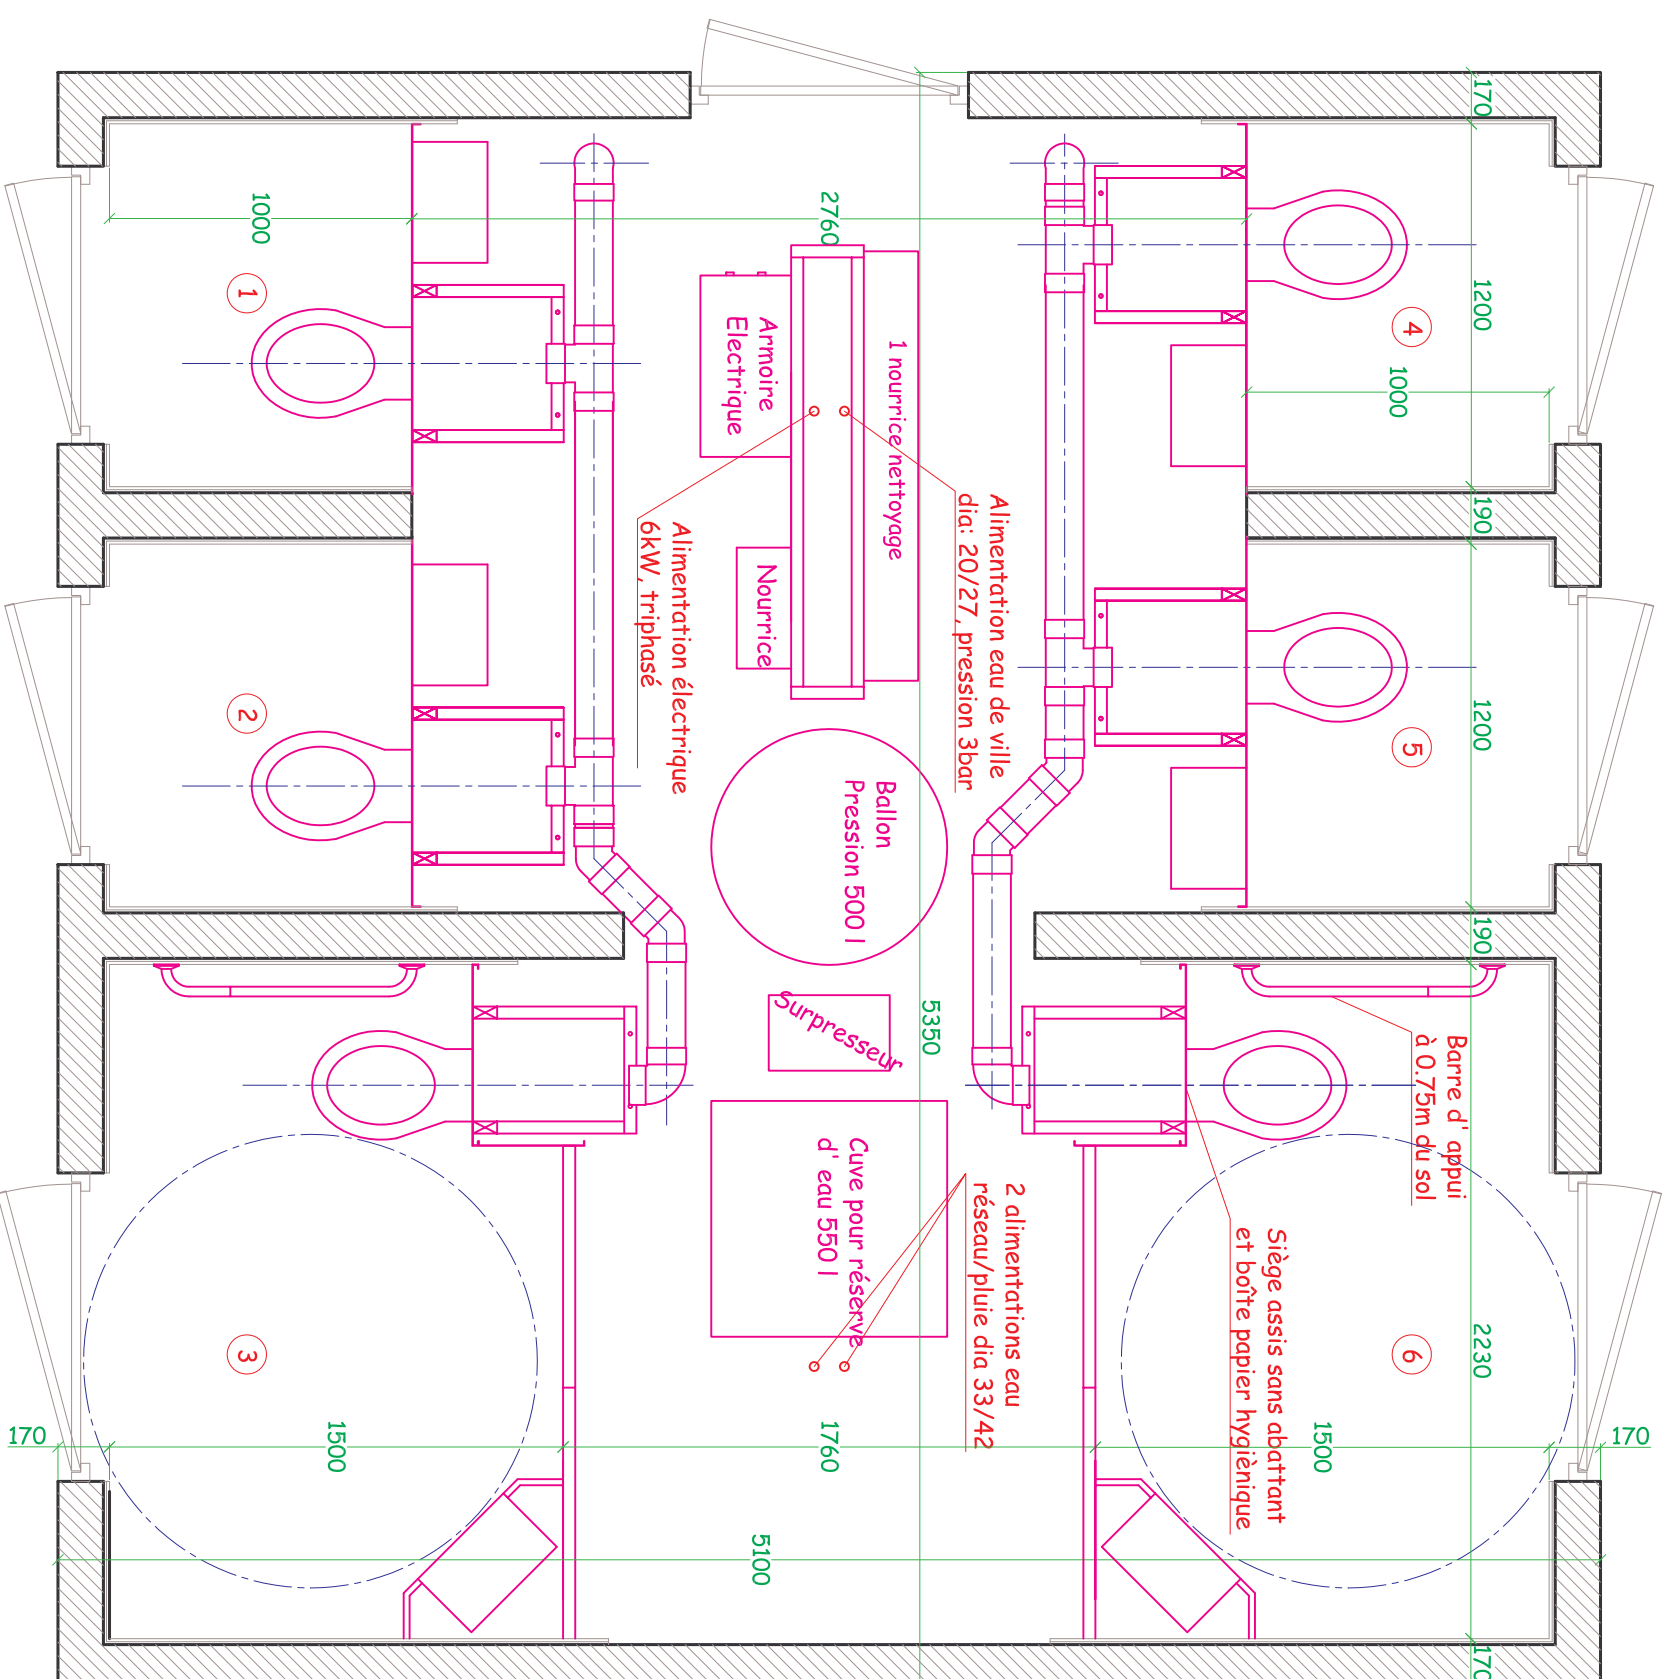 170
1000
2760
1
4
1200
1000
Armoire
Electrique
1 nourrice nettoyage
Alimentation eau de ville
dia: 20/27, pression 3bar
190
Alimentation électrique
6kW, triphasé
Nourrice
2
5
1200
Ballon
Pression 500 l
190
Surpresseur
5350
Barre d' appui
à 0.75m du sol
Cuve pour réserve
d' eau 550 l
2 alimentations eau
réseau/pluie dia 33/42
Siège assis sans abattant
et boîte papier hygiènique
3
6
2230
170
1500
1760
1500
170
5100
170